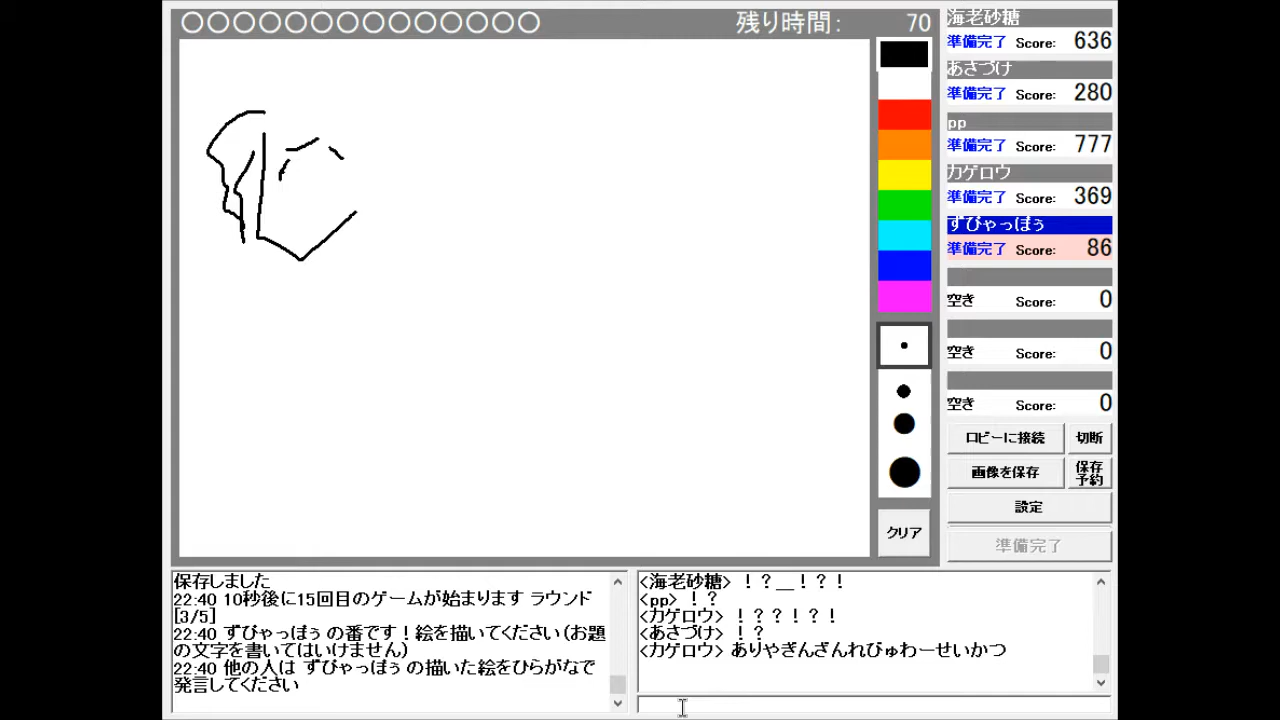 ○○○○○○○○○○○○○○ 残り時間: 70
海老砂糖
準備完了 Score: 636
あさづけ
準備完了 Score: 280
pp
準備完了 Score: 777
カゲロウ
準備完了 Score: 369
ずびゃっぼぅ
準備完了 Score: 86
空き Score: 0
空き Score: 0
空き Score: 0
ロビーに接続 切断
画像を保存 保存予約
設定
準備完了
クリア
保存しました
22:40 10秒後に15回目のゲームが始まります ラウンド
[3/5]
22:40 ずびゃっぼぅ の番です！絵を描いてください（お題
の文字を書いてはいけません）
22:40 他の人は ずびゃっぼぅ の描いた絵をひらがなで
発言してください
<海老砂糖> ！？__！？！
<pp> ！？
<カゲロウ> ！？？！？！
<あさづけ> ！？
<カゲロウ> ありやぎんざんれびゅわーせいかつ